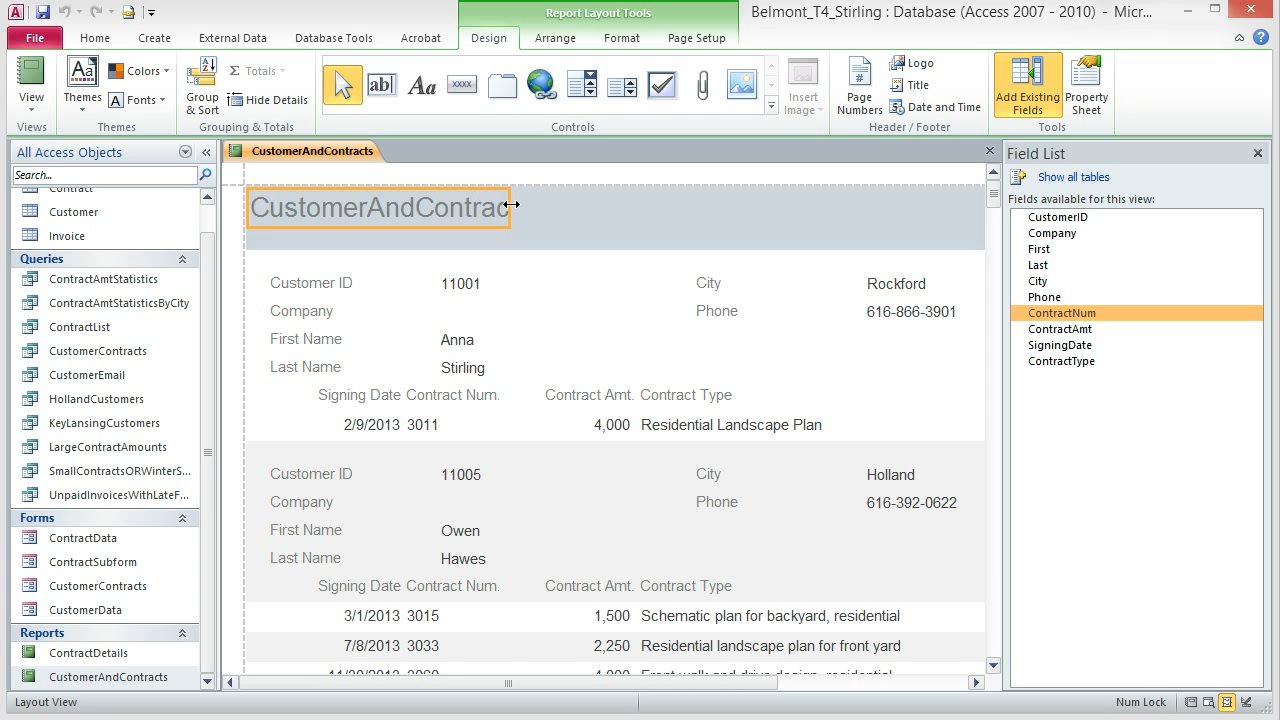 Report Layout Tools
Belmont_T4_Stirling : Database (Access 2007 - 2010) - Micr...
File Home Create External Data Database Tools Acrobat Design Arrange Format Page Setup
View
Views
Themes
Colors
Fonts
Themes
Group & Sort
Totals
Hide Details
Grouping & Totals
ab|
Aa
XXXX
Controls
Insert Image
Page Numbers
Logo
Title
Date and Time
Header / Footer
Add Existing Fields
Property Sheet
Tools
All Access Objects
Search...
Contract
Customer
Invoice
Queries
ContractAmtStatistics
ContractAmtStatisticsByCity
ContractList
CustomerContracts
CustomerEmail
HollandCustomers
KeyLansingCustomers
LargeContractAmounts
SmallContractsORWinterS...
UnpaidInvoicesWithLateF...
Forms
ContractData
ContractSubform
CustomerContracts
CustomerData
Reports
ContractDetails
CustomerAndContracts
CustomerAndContracts
CustomerAndContrac
Customer ID 11001 City Rockford
Company Phone 616-866-3901
First Name Anna
Last Name Stirling
Signing Date Contract Num. Contract Amt. Contract Type
2/9/2013 3011 4,000 Residential Landscape Plan
Customer ID 11005 City Holland
Company Phone 616-392-0622
First Name Owen
Last Name Hawes
Signing Date Contract Num. Contract Amt. Contract Type
3/1/2013 3015 1,500 Schematic plan for backyard, residential
7/8/2013 3033 2,250 Residential landscape plan for front yard
Field List
Show all tables
Fields available for this view:
CustomerID
Company
First
Last
City
Phone
ContractNum
ContractAmt
SigningDate
ContractType
Layout View
Num Lock